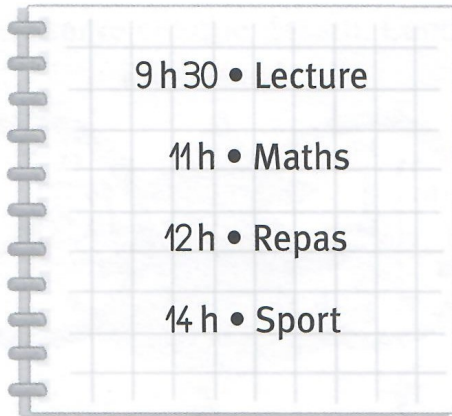 9 h 30 • Lecture
11 h • Maths
12 h • Repas
14 h • Sport